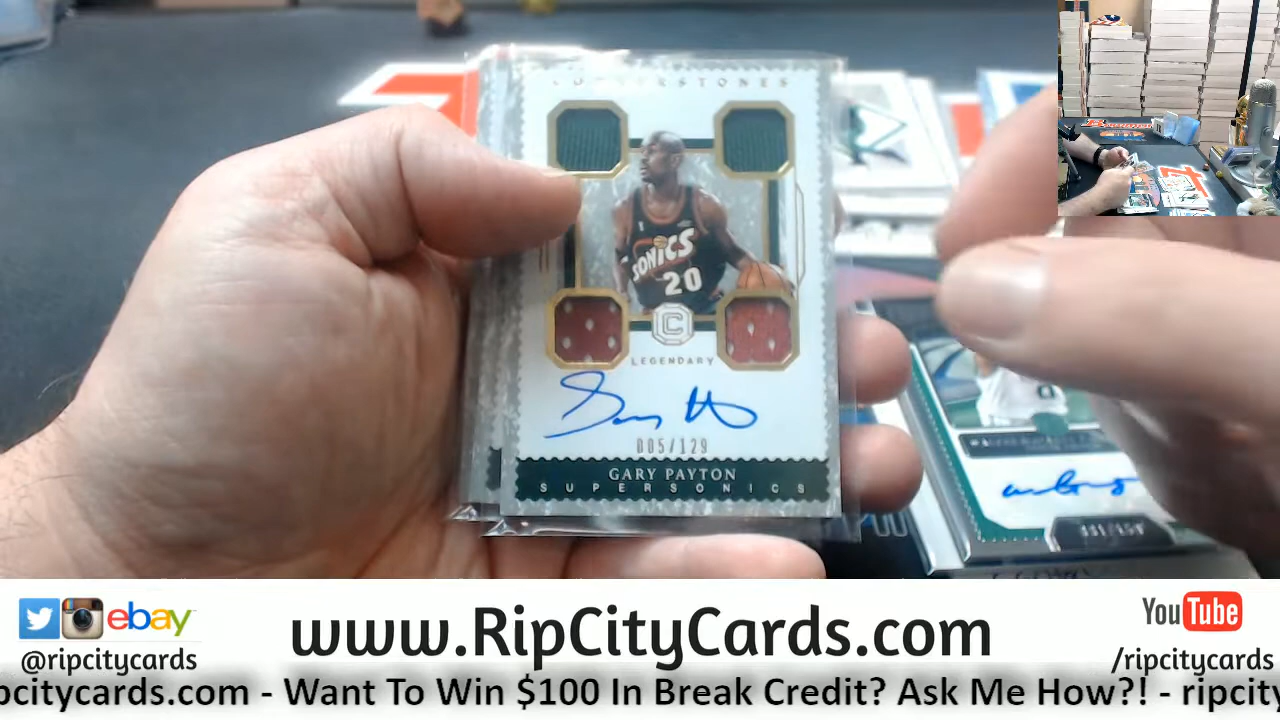 CORNERSTONES
SONICS
20
C
LEGENDARY
005/129
GARY PAYTON
SUPERSONICS
ebay
@ripcitycards
www.RipCityCards.com
YouTube
/ripcitycards
pcitycards.com - Want To Win $100 In Break Credit? Ask Me How?! - ripcity